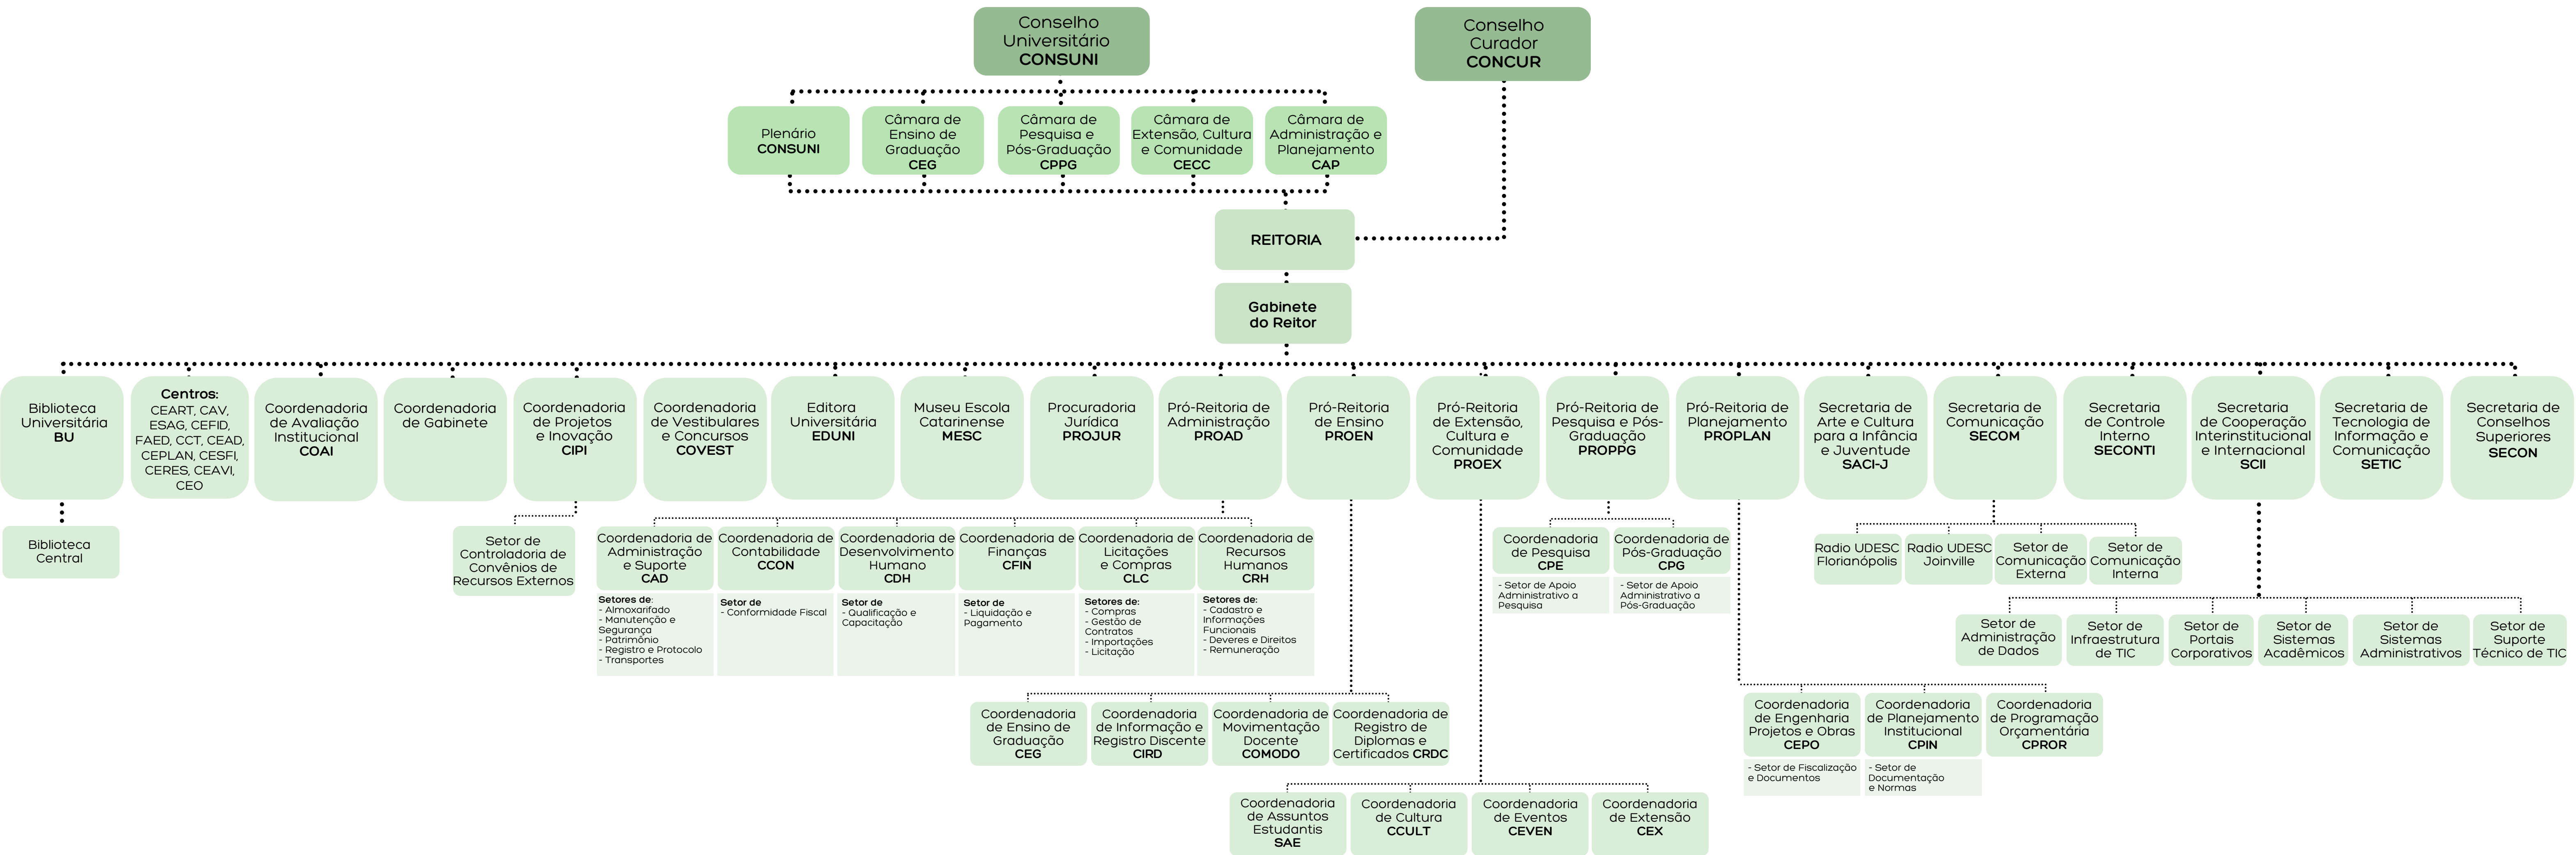 Conselho
Universitário
CONSUNI
Conselho
Curador
CONCUR
Plenário
CONSUNI
Câmara de
Ensino de
Graduação
CEG
Câmara de
Pesquisa e
Pós-Graduação
CPPG
Câmara de
Extensão, Cultura
e Comunidade
CECC
Câmara de
Administração e
Planejamento
CAP
REITORIA
Gabinete
do Reitor
Biblioteca
Universitária
BU
Centros:
CEART, CAV,
ESAG, CEFID,
FAED, CCT, CEAD,
CEPLAN, CESFI,
CERES, CEAVI,
CEO
Coordenadoria
de Avaliação
Institucional
COAI
Coordenadoria
de Gabinete
Coordenadoria
de Projetos
e Inovação
CIPI
Coordenadoria
de Vestibulares
e Concursos
COVEST
Editora
Universitária
EDUNI
Museu Escola
Catarinense
MESC
Procuradoria
Jurídica
PROJUR
Pró-Reitoria de
Administração
PROAD
Pró-Reitoria
de Ensino
PROEN
Pró-Reitoria
de Extensão,
Cultura e
Comunidade
PROEX
Pró-Reitoria de
Pesquisa e Pós-
Graduação
PROPPG
Pró-Reitoria de
Planejamento
PROPLAN
Secretaria de
Arte e Cultura
para a Infância
e Juventude
SACI-J
Secretaria de
Comunicação
SECOM
Secretaria
de Controle
Interno
SECONTI
Secretaria
de Cooperação
Interinstitucional
e Internacional
SCII
Secretaria de
Tecnologia de
Informação e
Comunicação
SETIC
Secretaria de
Conselhos
Superiores
SECON
Biblioteca
Central
Setor de
Controladoria de
Convênios de
Recursos Externos
Coordenadoria de
Administração
e Suporte
CAD
Setores de:
- Almoxarifado
- Manutenção e
Segurança
- Patrimônio
- Registro e Protocolo
- Transportes
Coordenadoria de
Contabilidade
CCON
Setor de
- Conformidade Fiscal
Coordenadoria de
Desenvolvimento
Humano
CDH
Setor de
- Qualificação e
Capacitação
Coordenadoria de
Finanças
CFIN
Setor de
- Liquidação e
Pagamento
Coordenadoria de
Licitações
e Compras
CLC
Setores de:
- Compras
- Gestão de
Contratos
- Importações
- Licitação
Coordenadoria de
Recursos
Humanos
CRH
Setores de:
- Cadastro e
Informações
Funcionais
- Deveres e Direitos
- Remuneração
Coordenadoria
de Pesquisa
CPE
- Setor de Apoio
Administrativo a
Pesquisa
Coordenadoria de
Pós-Graduação
CPG
- Setor de Apoio
Administrativo a
Pós-Graduação
Radio UDESC
Florianópolis
Radio UDESC
Joinville
Setor de
Comunicação
Externa
Setor de
Comunicação
Interna
Setor de
Administração
de Dados
Setor de
Infraestrutura
de TIC
Setor de
Portais
Corporativos
Setor de
Sistemas
Acadêmicos
Setor de
Sistemas
Administrativos
Setor de
Suporte
Técnico de TIC
Coordenadoria
de Ensino de
Graduação
CEG
Coordenadoria
de Informação e
Registro Discente
CIRD
Coordenadoria de
Movimentação
Docente
COMODO
Coordenadoria de
Registro de
Diplomas e
Certificados CRDC
Coordenadoria
de Engenharia
Projetos e Obras
CEPO
- Setor de Fiscalização
e Documentos
Coordenadoria
de Planejamento
Institucional
CPIN
- Setor de
Documentação
e Normas
Coordenadoria
de Programação
Orçamentária
CPROR
Coordenadoria
de Assuntos
Estudantis
SAE
Coordenadoria
de Cultura
CCULT
Coordenadoria
de Eventos
CEVEN
Coordenadoria
de Extensão
CEX